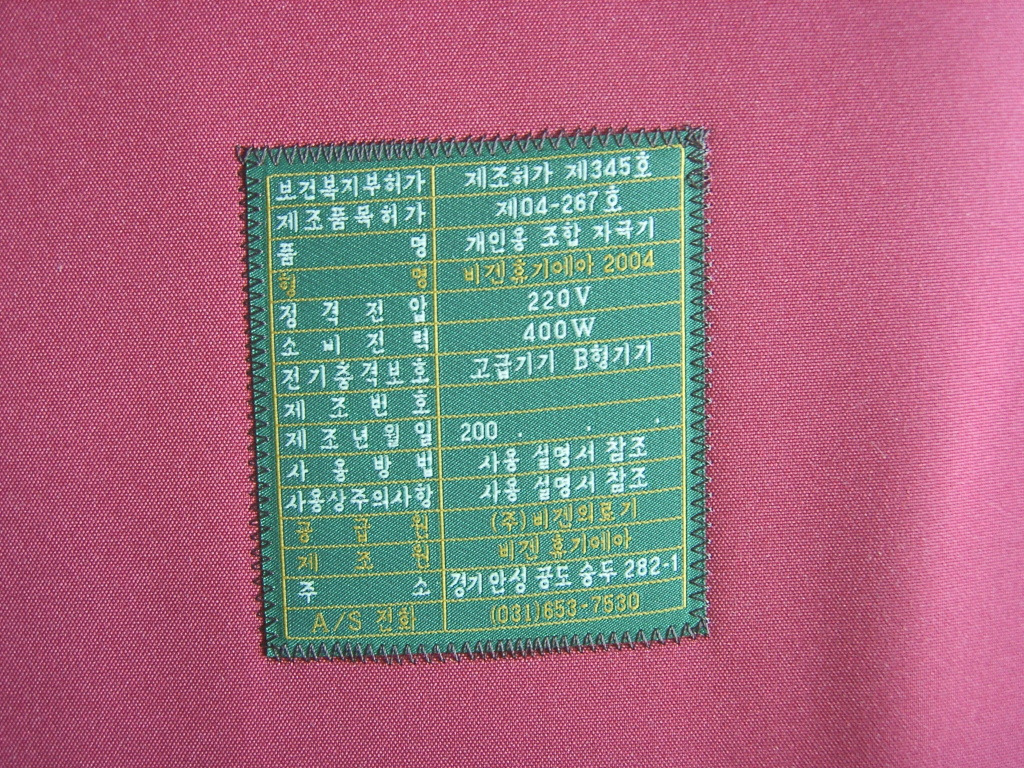 보건복지부허가 제조허가 제345호
제조품목허가 제04-267호
품 명 개인용 조합 자극기
형 명 비겐휴기에아 2004
정 격 전 압 220V
소 비 전 력 400W
전기충격보호 고급기기 B형기기
제 조 번 호
제 조 년 월 일 200 . . .
사 용 방 법 사용 설명서 참조
사용상주의사항 사용 설명서 참조
공 급 원 (주)비겐의료기
제 조 원 비겐 휴기에아
주 소 경기 안성 공도 승두 282-1
A/S 전화 (031)653-7530